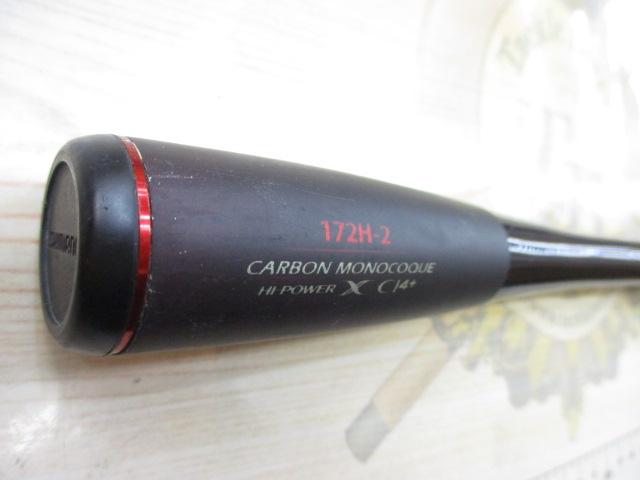 172H-2
CARBON MONOCOQUE
HI-POWER X CI4+